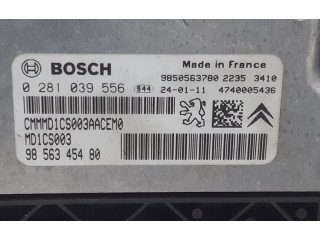 BOSCH
Made in France
9850563780 2235 3410
0 281 039 556 944 24-01-11 4740005436
CMMMD1CS003AACEM0
MD1CS003
98 563 454 80